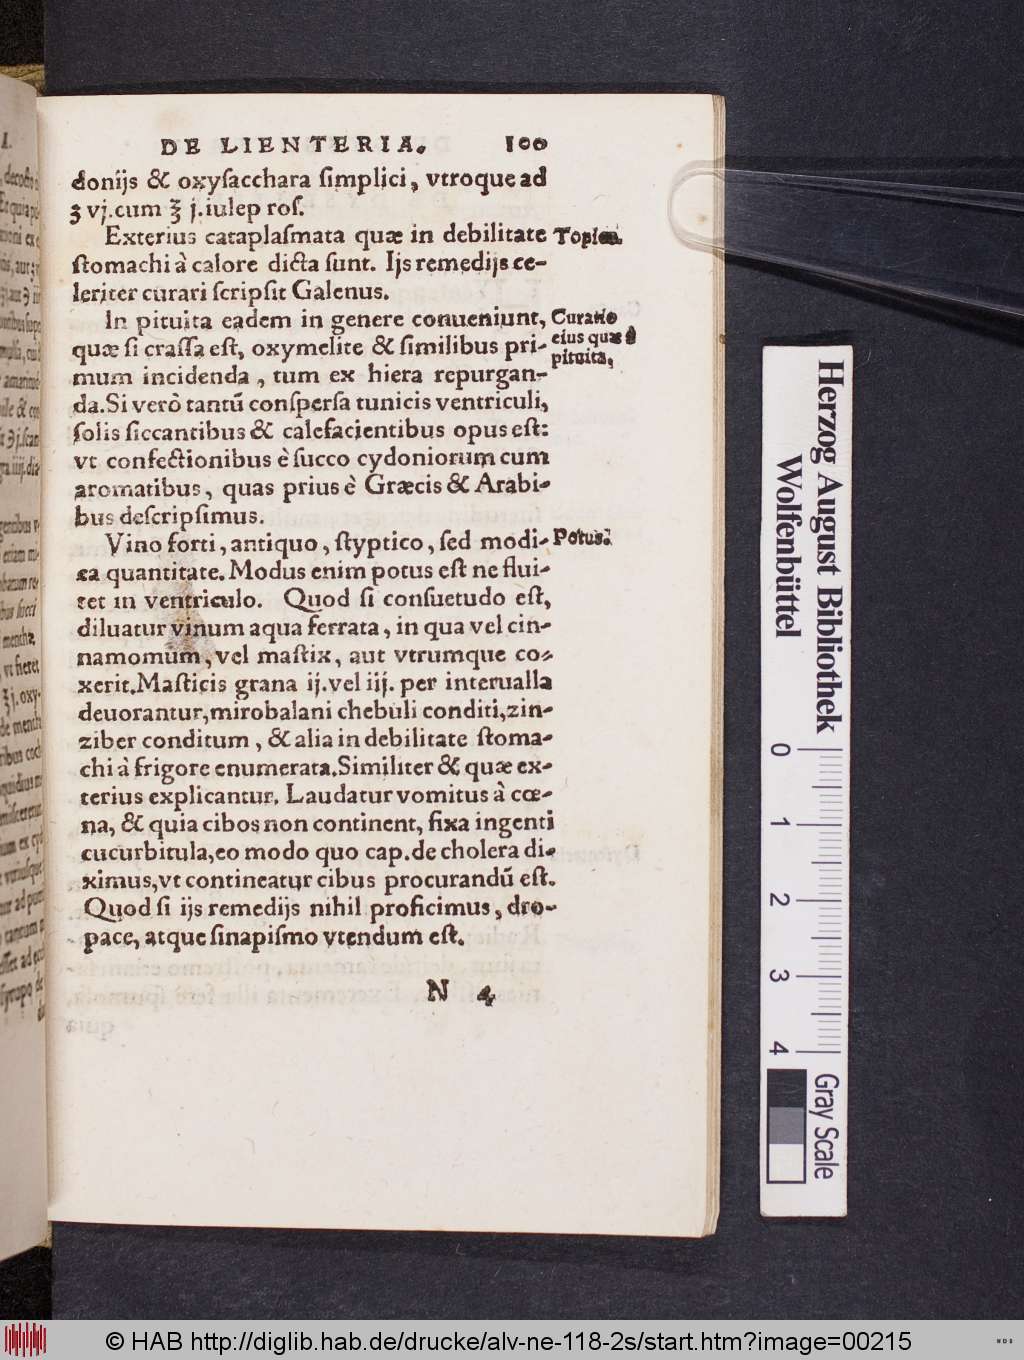 DE LIENTERIA. 100
donijs & oxysacchara simplici, vtroque ad
ʒ vj. cum ℥ j. iulep ros.
Exterius cataplasmata quæ in debilitate
stomachi à calore dicta sunt. Ijs remedijs ce-
leriter curari scripsit Galenus.
In pituita eadem in genere conueniunt,
quæ si crassa est, oxymelite & similibus pri-
mum incidenda, tum ex hiera repurgan-
da. Si verò tantũ conspersa tunicis ventriculi,
solis siccantibus & calefacientibus opus est:
vt confectionibus è succo cydoniorum cum
aromatibus, quas prius è Græcis & Arabi-
bus descripsimus.
Vino forti, antiquo, styptico, sed modi-
ca quantitate. Modus enim potus est ne flui-
tet in ventriculo. Quod si consuetudo est,
diluatur vinum aqua ferrata, in qua vel cin-
namomum, vel mastix, aut vtrumque co-
xerit. Masticis grana ij. vel iij. per interualla
deuorantur, mirobalani chebuli conditi, zin-
ziber conditum, & alia in debilitate stoma-
chi à frigore enumerata. Similiter & quæ ex-
terius explicantur. Laudatur vomitus à cœ-
na, & quia cibos non continent, fixa ingenti
cucurbitula, eo modo quo cap. de cholera di-
ximus, vt contineatur cibus procurandũ est.
Quod si ijs remedijs nihil proficimus, dro-
pace, atque sinapismo vtendum est.
N 4
Topica.
Curatio
eius quæ à
pituita.
Potus.
Herzog August Bibliothek
Wolfenbüttel
0 1 2 3 4
Gray Scale
© HAB http://diglib.hab.de/drucke/alv-ne-118-2s/start.htm?image=00215